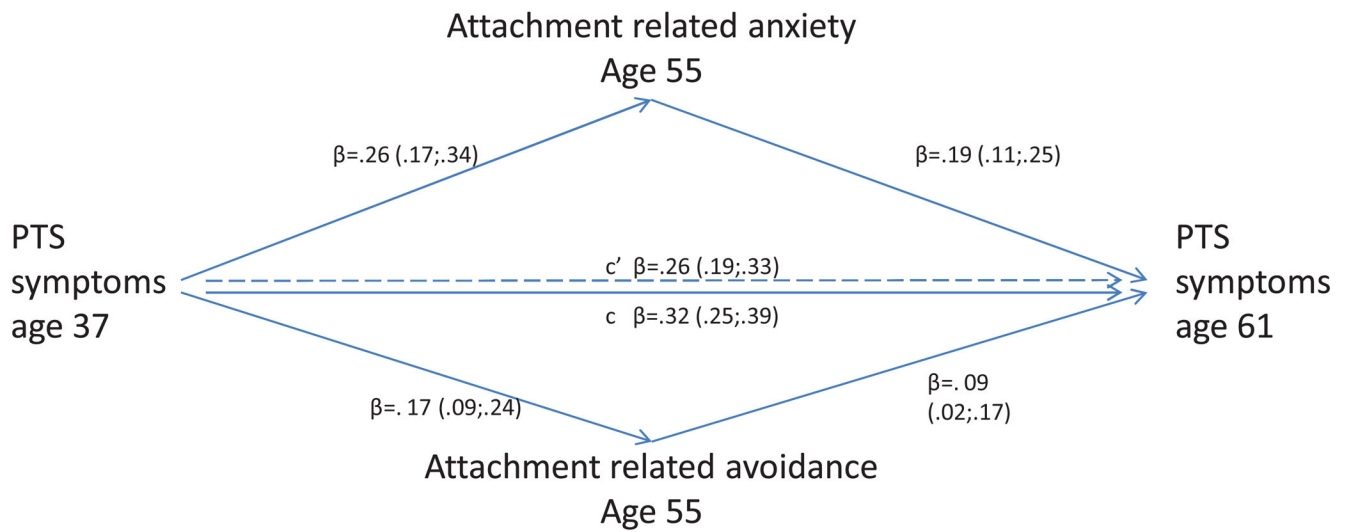 Attachment related anxiety
Age 55
β=.26 (.17;.34)
β=.19 (.11;.25)
PTS
symptoms
age 37
c’ β=.26 (.19;.33)
c β=.32 (.25;.39)
PTS
symptoms
age 61
β=. 17 (.09;.24)
β=. 09
(.02;.17)
Attachment related avoidance
Age 55